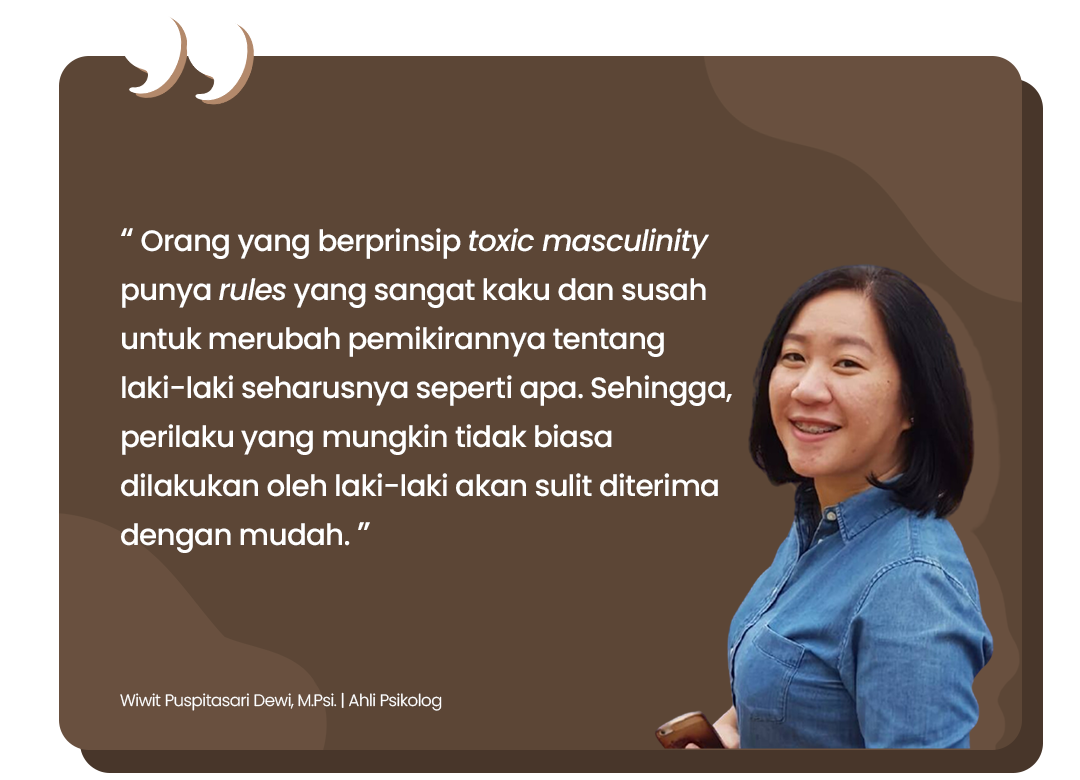 “ Orang yang berprinsip toxic masculinity
punya rules yang sangat kaku dan susah
untuk merubah pemikirannya tentang
laki-laki seharusnya seperti apa. Sehingga,
perilaku yang mungkin tidak biasa
dilakukan oleh laki-laki akan sulit diterima
dengan mudah. ”
Wiwit Puspitasari Dewi, M.Psi. | Ahli Psikolog